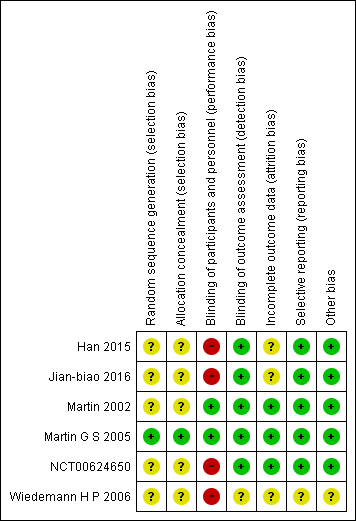 Random sequence generation (selection bias)
Allocation concealment (selection bias)
Blinding of participants and personnel (performance bias)
Blinding of outcome assessment (detection bias)
Incomplete outcome data (attrition bias)
Selective reporting (reporting bias)
Other bias
Han 2015 ? ? - + ? + +
Jian-biao 2016 ? ? - + ? + +
Martin 2002 ? ? + + + + +
Martin G S 2005 + + + + + + +
NCT00624650 ? ? - + + + +
Wiedemann H P 2006 ? ? - ? ? ? ?